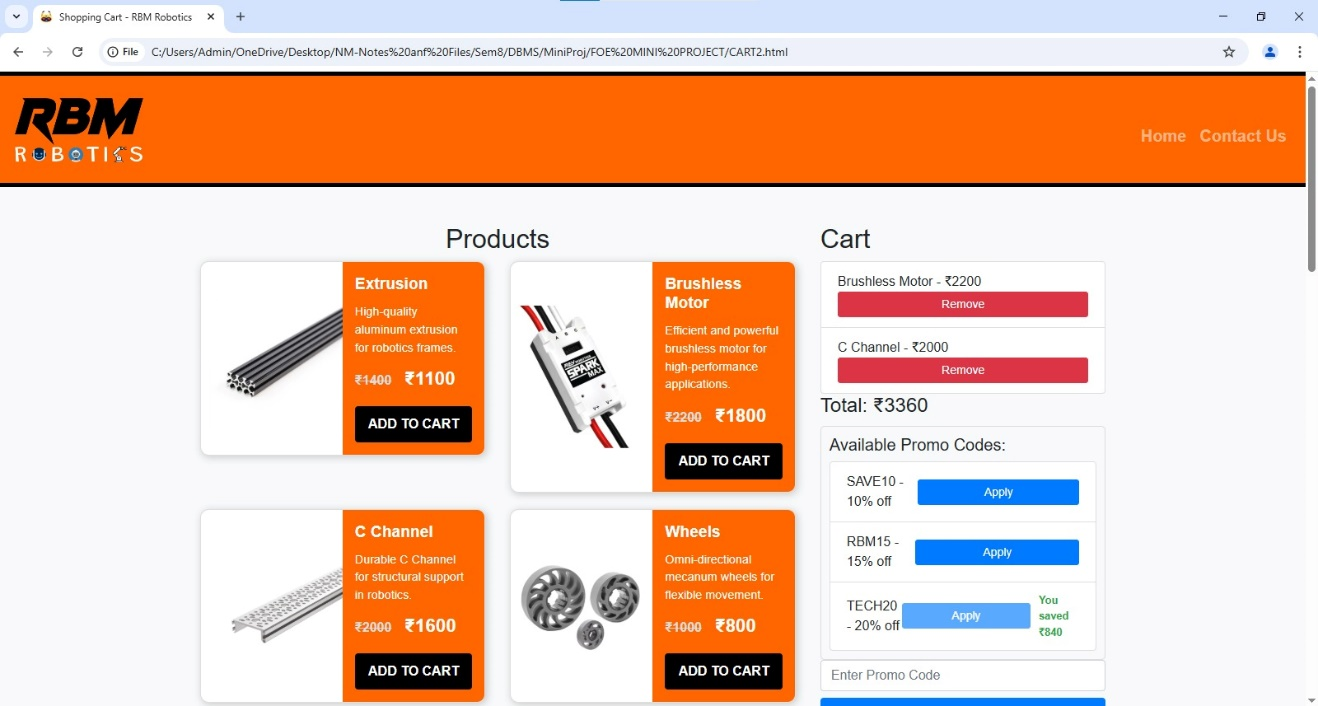 Shopping Cart - RBM Robotics
File
C:/Users/Admin/OneDrive/Desktop/NM-Notes%20anf%20Files/Sem8/DBMS/MiniProj/FOE%20MINI%20PROJECT/CART2.html
RBM
ROBOTICS
Home Contact Us
Products
Extrusion
High-quality
aluminum extrusion
for robotics frames.
₹1400 ₹1100
ADD TO CART
Brushless
Motor
Efficient and powerful
brushless motor for
high-performance
applications.
₹2200 ₹1800
ADD TO CART
SPARK
MAX
C Channel
Durable C Channel
for structural support
in robotics.
₹2000 ₹1600
ADD TO CART
Wheels
Omni-directional
mecanum wheels for
flexible movement.
₹1000 ₹800
ADD TO CART
Cart
Brushless Motor - ₹2200
Remove
C Channel - ₹2000
Remove
Total: ₹3360
Available Promo Codes:
SAVE10 -
10% off
Apply
RBM15 -
15% off
Apply
TECH20
- 20% off
Apply
You
saved
₹840
Enter Promo Code